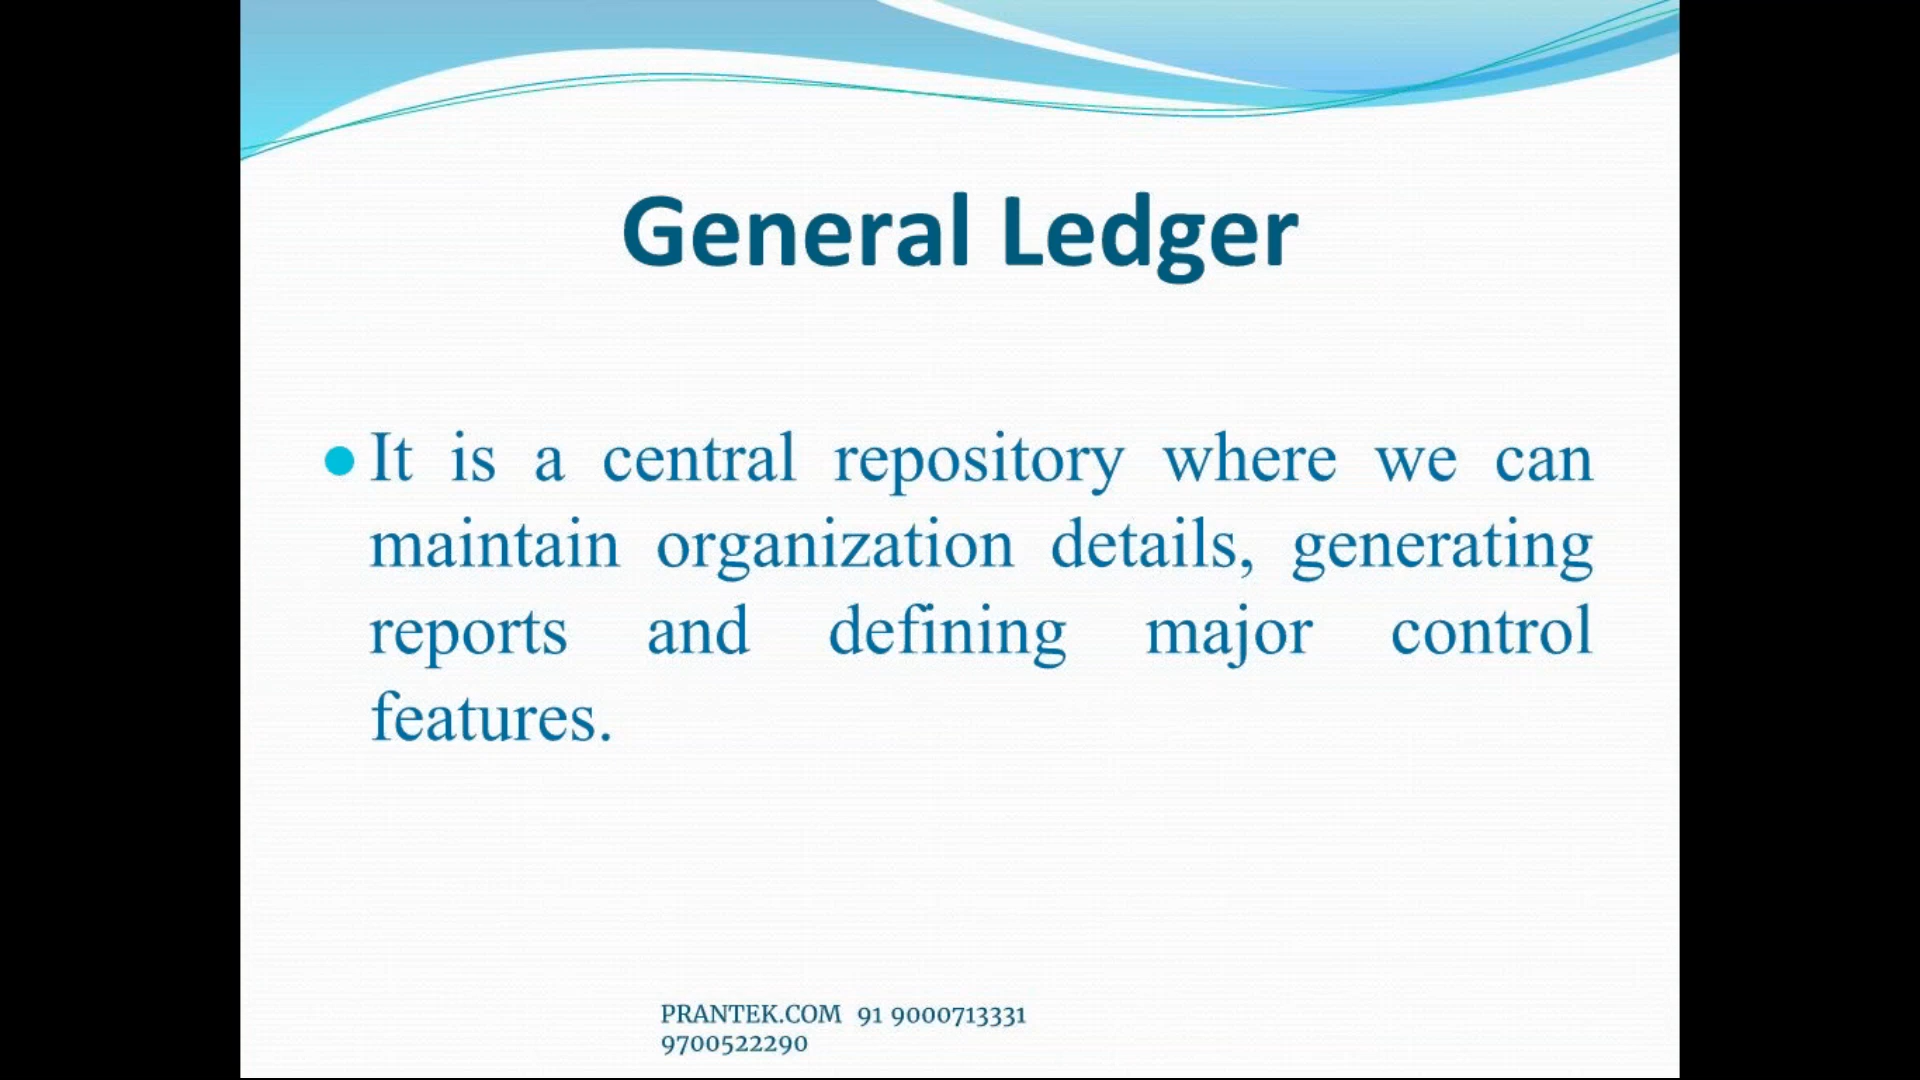 General Ledger
It is a central repository where we can
maintain organization details, generating
reports and defining major control
features.
PRANTEK.COM 91 9000713331
9700522290